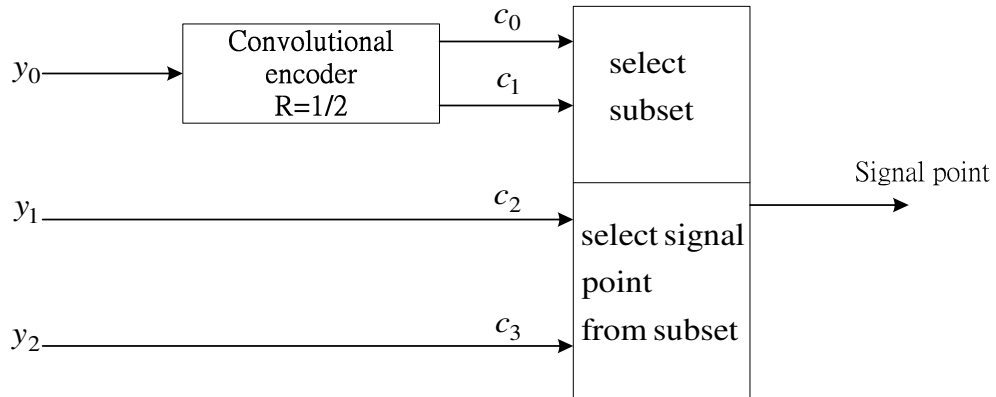 y₀
Convolutional
encoder
R=1/2
c₀
c₁
select
subset
Signal point
y₁
c₂
select signal
point
from subset
y₂
c₃